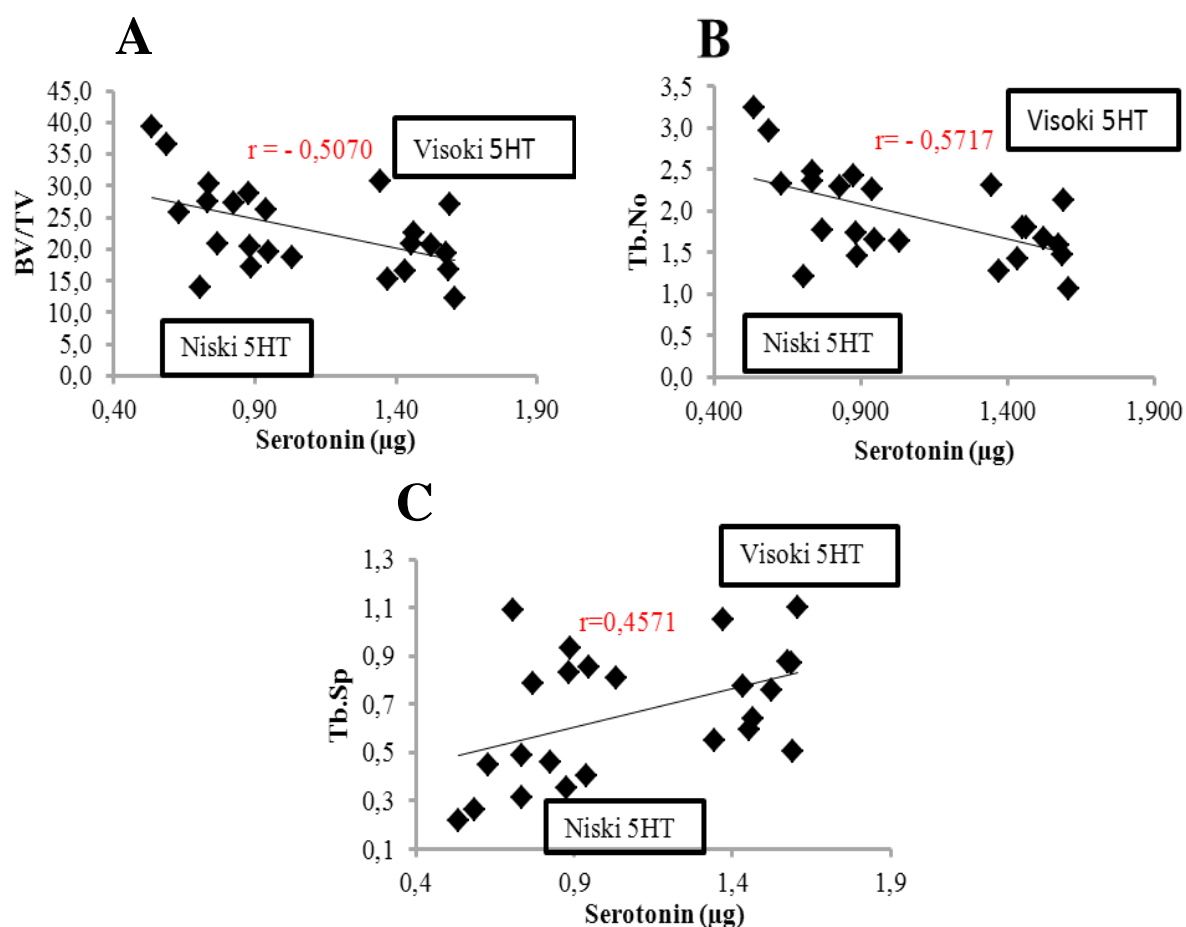 A
45,0
40,0
35,0
30,0
25,0
20,0
15,0
10,0
5,0
0,0
BV/TV
r = - 0,5070
Visoki 5HT
Niski 5HT
0,40
0,90
1,40
1,90
Serotonin (µg)
B
3,5
3,0
2,5
2,0
1,5
1,0
0,5
0,0
Tb.No
r= - 0,5717
Visoki 5HT
Niski 5HT
0,400
0,900
1,400
1,900
Serotonin (µg)
C
1,3
1,1
0,9
0,7
0,5
0,3
0,1
Tb.Sp
r=0,4571
Visoki 5HT
Niski 5HT
0,4
0,9
1,4
1,9
Serotonin (µg)